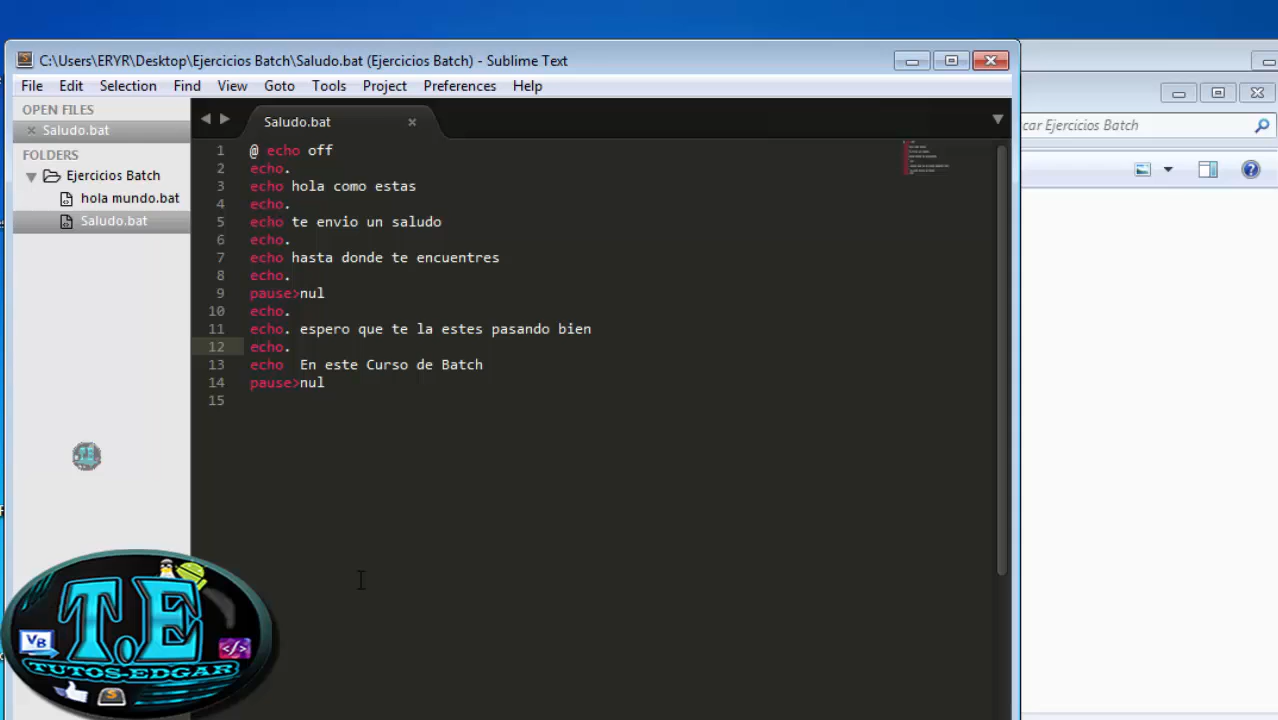 C:\Users\ERYR\Desktop\Ejercicios Batch\Saludo.bat (Ejercicios Batch) - Sublime Text
File Edit Selection Find View Goto Tools Project Preferences Help
car Ejercicios Batch
OPEN FILES
Saludo.bat
FOLDERS
Ejercicios Batch
hola mundo.bat
Saludo.bat
Saludo.bat
1 @ echo off
2 echo.
3 echo hola como estas
4 echo.
5 echo te envio un saludo
6 echo.
7 echo hasta donde te encuentres
8 echo.
9 pause>nul
10 echo.
11 echo. espero que te la estes pasando bien
12 echo.
13 echo  En este Curso de Batch
14 pause>nul
15
T.E
VB
TUTOS-EDGAR